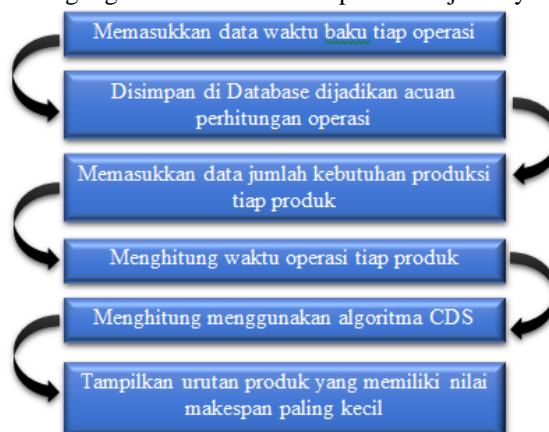 Memasukkan data waktu baku tiap operasi
Disimpan di Database dijadikan acuan
perhitungan operasi
Memasukkan data jumlah kebutuhan produksi
tiap produk
Menghitung waktu operasi tiap produk
Menghitung menggunakan algoritma CDS
Tampilkan urutan produk yang memiliki nilai
makespan paling kecil